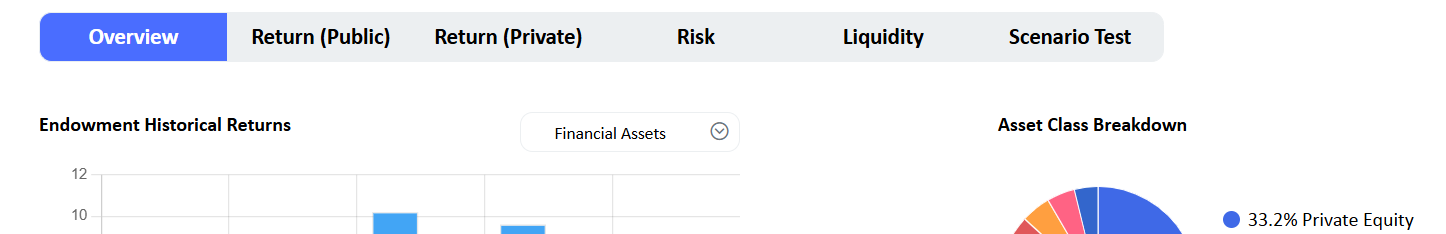 Overview Return (Public) Return (Private) Risk Liquidity Scenario Test
Endowment Historical Returns
Financial Assets
12
10
Asset Class Breakdown
33.2% Private Equity